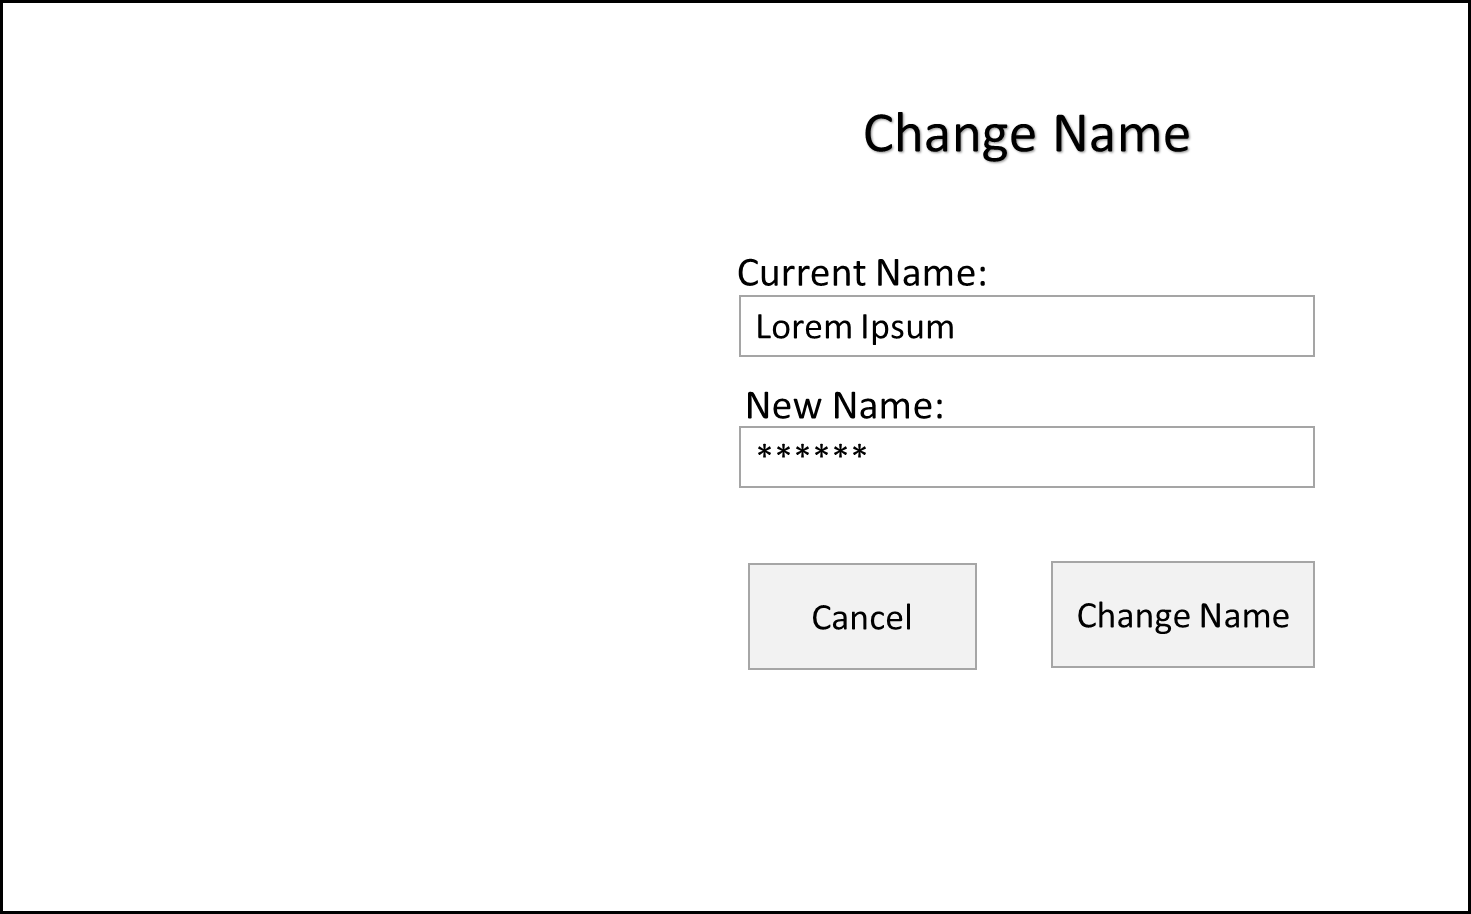 Change Name
Current Name:
Lorem Ipsum
New Name:
******
Cancel
Change Name